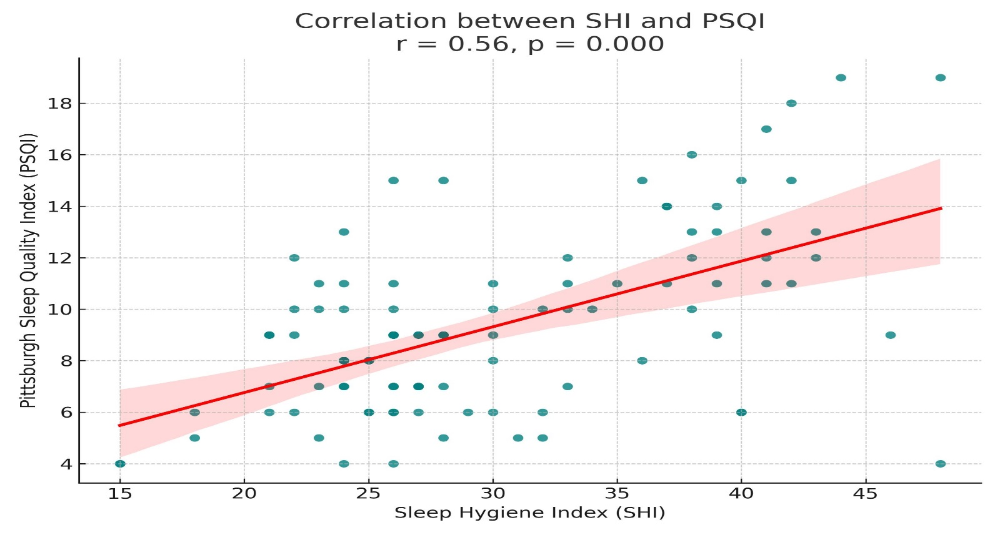 Correlation between SHI and PSQI
r = 0.56, p = 0.000
Pittsburgh Sleep Quality Index (PSQI)
18
16
14
12
10
8
6
4
15 20 25 30 35 40 45
Sleep Hygiene Index (SHI)